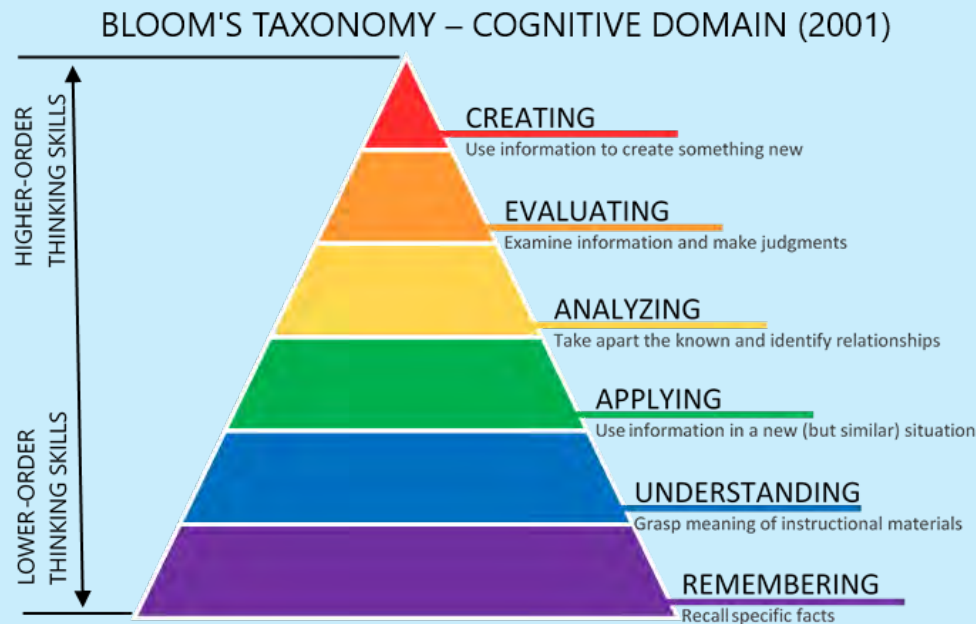 BLOOM'S TAXONOMY – COGNITIVE DOMAIN (2001)
HIGHER-ORDER
THINKING SKILLS
LOWER-ORDER
THINKING SKILLS
CREATING
Use information to create something new
EVALUATING
Examine information and make judgments
ANALYZING
Take apart the known and identify relationships
APPLYING
Use information in a new (but similar) situation
UNDERSTANDING
Grasp meaning of instructional materials
REMEMBERING
Recall specific facts